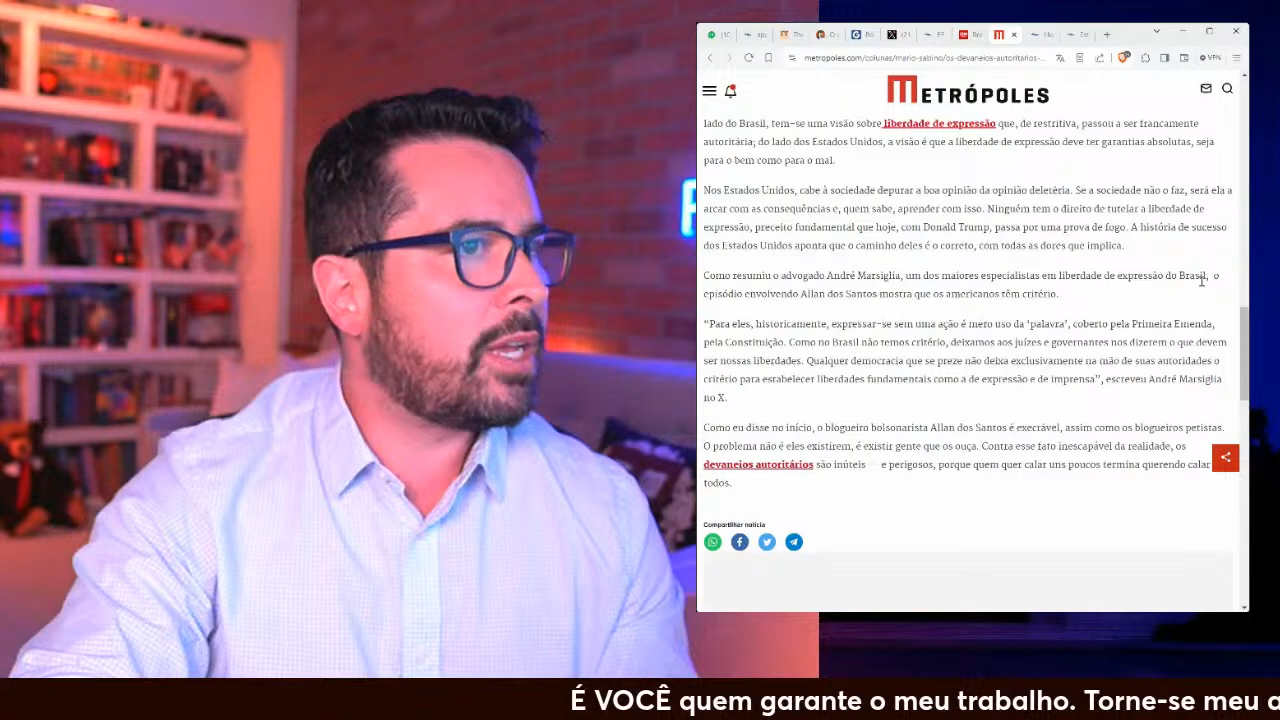 metropoles.com/colunas/mario-sabino/os-devaneios-autoritarios-...
VPN
METRÓPOLES
lado do Brasil, tem-se uma visão sobre liberdade de expressão que, de restritiva, passou a ser francamente
autoritária; do lado dos Estados Unidos, a visão é que a liberdade de expressão deve ter garantias absolutas, seja
para o bem como para o mal.
Nos Estados Unidos, cabe à sociedade depurar a boa opinião da opinião deletéria. Se a sociedade não o faz, será ela a
arcar com as consequências e, quem sabe, aprender com isso. Ninguém tem o direito de tutelar a liberdade de
expressão, preceito fundamental que hoje, com Donald Trump, passa por uma prova de fogo. A história de sucesso
dos Estados Unidos aponta que o caminho deles é o correto, com todas as dores que implica.
Como resumiu o advogado André Marsiglia, um dos maiores especialistas em liberdade de expressão do Brasil, o
episódio envolvendo Allan dos Santos mostra que os americanos têm critério.
“Para eles, historicamente, expressar-se sem uma ação é mero uso da ‘palavra’, coberto pela Primeira Emenda,
pela Constituição. Como no Brasil não temos critério, deixamos aos juízes e governantes nos dizerem o que devem
ser nossas liberdades. Qualquer democracia que se preze não deixa exclusivamente na mão de suas autoridades o
critério para estabelecer liberdades fundamentais como a de expressão e de imprensa”, escreveu André Marsiglia
no X.
Como eu disse no início, o blogueiro bolsonarista Allan dos Santos é execrável, assim como os blogueiros petistas.
O problema não é eles existirem, é existir gente que os ouça. Contra esse fato inescapável da realidade, os
devaneios autoritários são inúteis — e perigosos, porque quem quer calar uns poucos termina querendo calar
todos.
Compartilhar notícia
É VOCÊ quem garante o meu trabalho. Torne-se meu